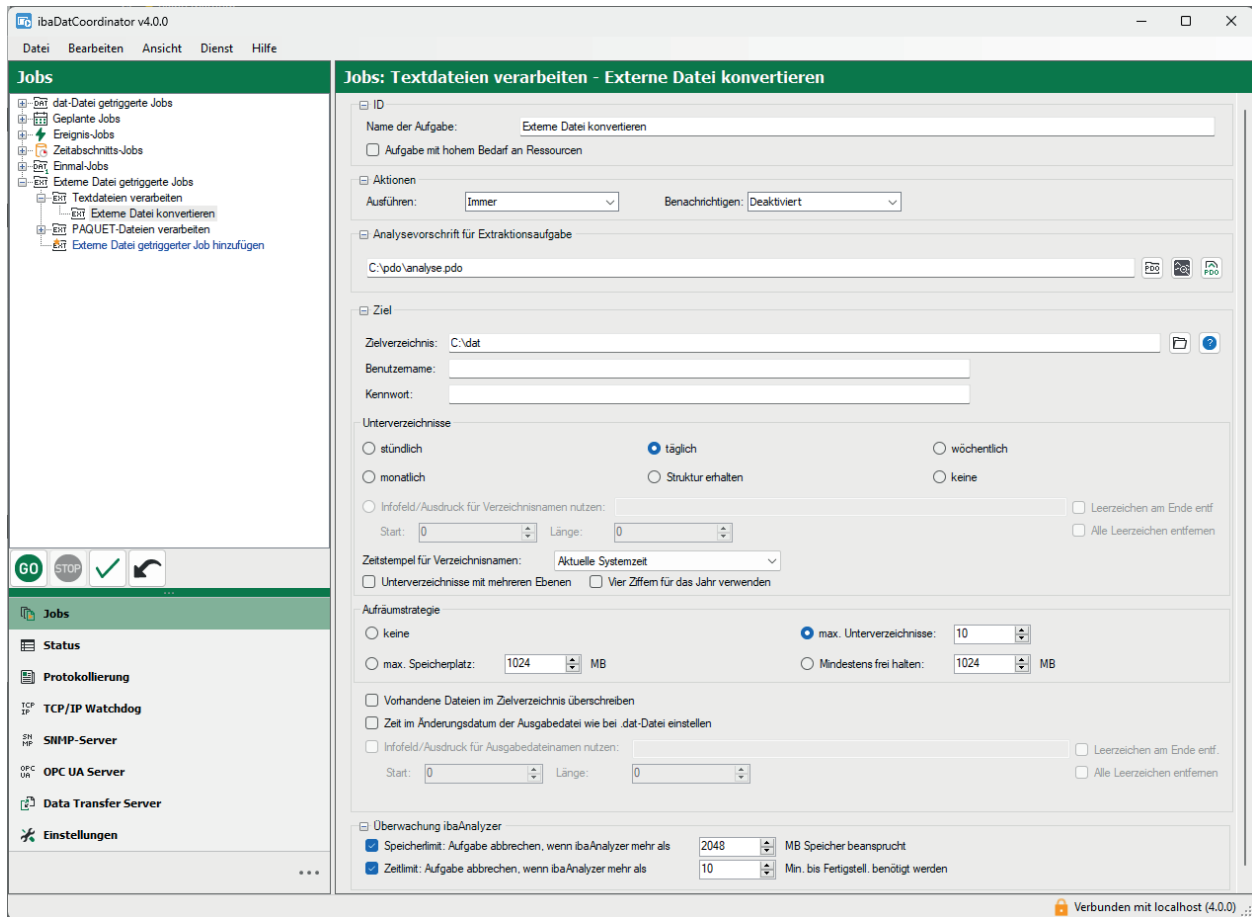 ibaDatCoordinator v4.0.0
Datei Bearbeiten Ansicht Dienst Hilfe
Jobs
dat-Datei getriggerte Jobs
Geplante Jobs
Ereignis-Jobs
Zeitabschnitts-Jobs
Einmal-Jobs
Externe Datei getriggerte Jobs
Textdateien verarbeiten
Externe Datei konvertieren
PAQUET-Dateien verarbeiten
Externe Datei getriggerter Job hinzufügen
GO STOP
Jobs
Status
Protokollierung
TCP/IP Watchdog
SNMP-Server
OPC UA Server
Data Transfer Server
Einstellungen
Jobs: Textdateien verarbeiten - Externe Datei konvertieren
ID
Name der Aufgabe: Externe Datei konvertieren
Aufgabe mit hohem Bedarf an Ressourcen
Aktionen
Ausführen: Immer Benachrichtigen: Deaktiviert
Analysevorschrift für Extraktionsaufgabe
C:\pdo\analyse.pdo PDO PDO
Ziel
Zielverzeichnis: C:\dat
Benutzername:
Kennwort:
Unterverzeichnisse
stündlich täglich wöchentlich
monatlich Struktur erhalten keine
Infofeld/Ausdruck für Verzeichnisnamen nutzen: Leerzeichen am Ende entf
Start: 0 Länge: 0 Alle Leerzeichen entfernen
Zeitstempel für Verzeichnisnamen: Aktuelle Systemzeit
Unterverzeichnisse mit mehreren Ebenen Vier Ziffern für das Jahr verwenden
Aufräumstrategie
keine max. Unterverzeichnisse: 10
max. Speicherplatz: 1024 MB Mindestens frei halten: 1024 MB
Vorhandene Dateien im Zielverzeichnis überschreiben
Zeit im Änderungsdatum der Ausgabedatei wie bei .dat-Datei einstellen
Infofeld/Ausdruck für Ausgabedateinamen nutzen: Leerzeichen am Ende entf.
Start: 0 Länge: 0 Alle Leerzeichen entfernen
Überwachung ibaAnalyzer
Speicherlimit: Aufgabe abbrechen, wenn ibaAnalyzer mehr als 2048 MB Speicher beansprucht
Zeitlimit: Aufgabe abbrechen, wenn ibaAnalyzer mehr als 10 Min. bis Fertigstell. benötigt werden
Verbunden mit localhost (4.0.0)